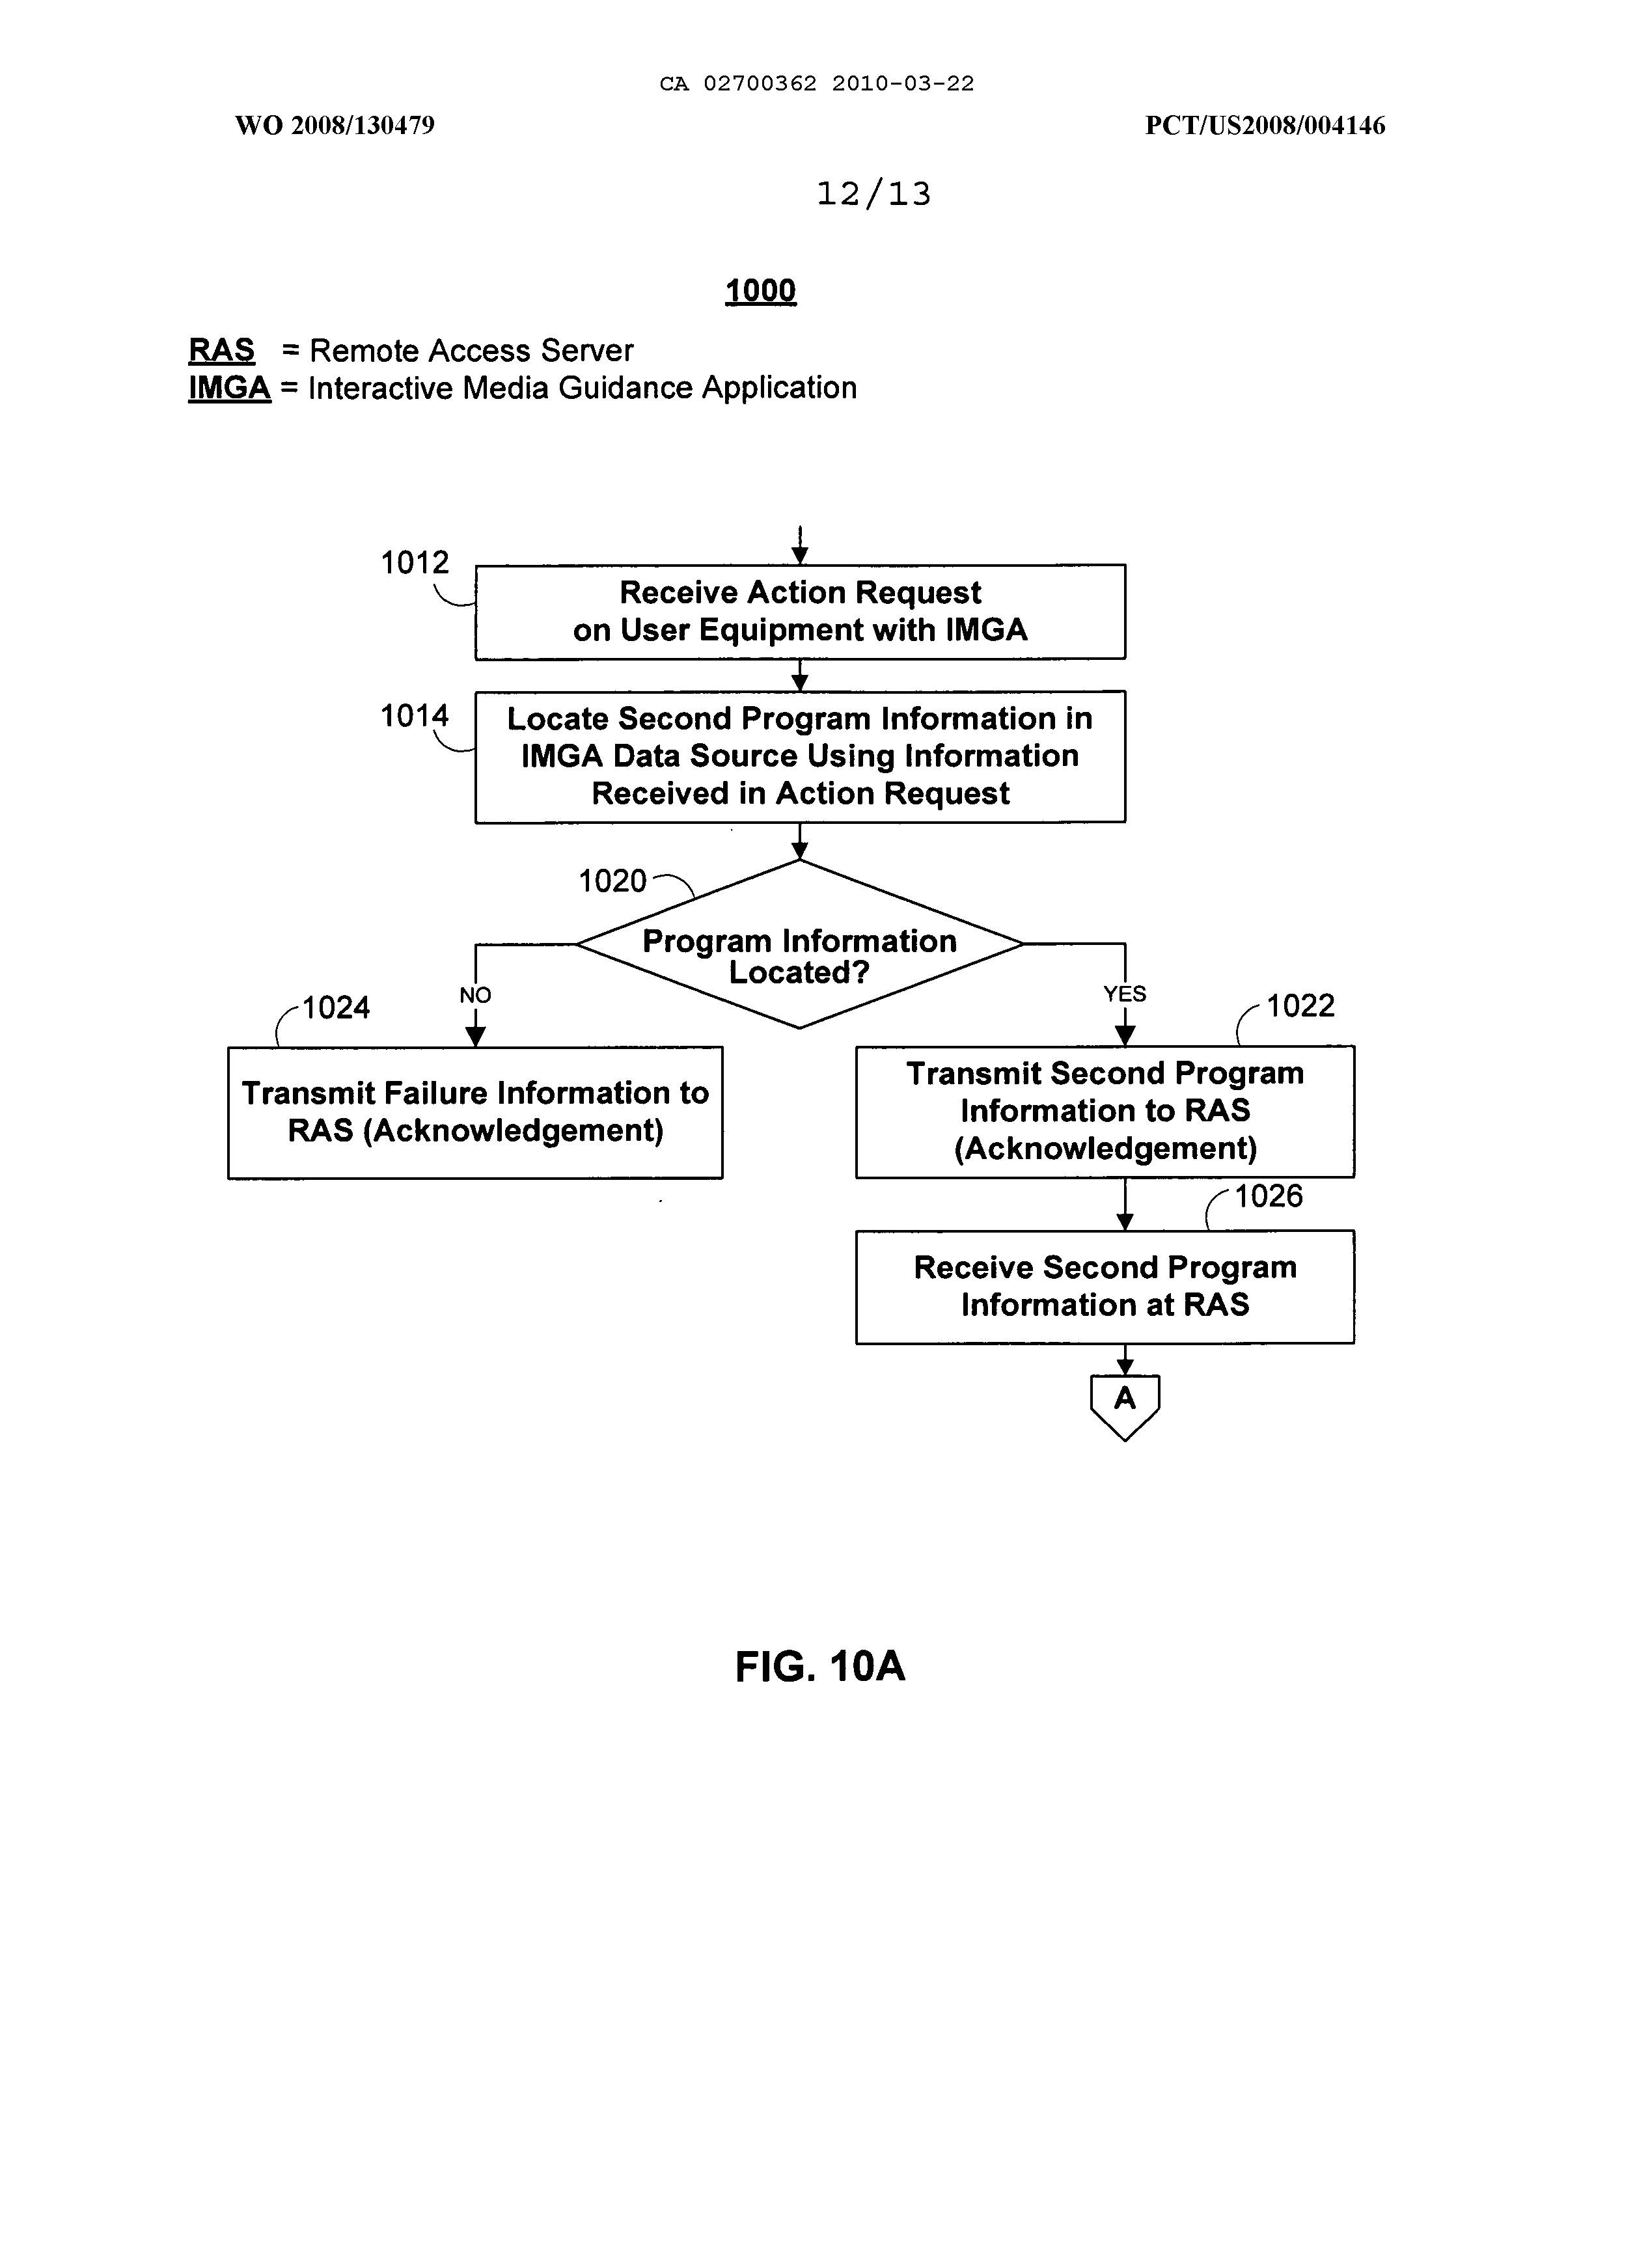 CA 02700362 2010-03-22
WO 2008/130479
PCT/US2008/004146
12/13
1000
RAS = Remote Access Server
IMGA = Interactive Media Guidance Application
1012
Receive Action Request
on User Equipment with IMGA
1014
Locate Second Program Information in
IMGA Data Source Using Information
Received in Action Request
1020
Program Information
Located?
NO
YES
1024
Transmit Failure Information to
RAS (Acknowledgement)
1022
Transmit Second Program
Information to RAS
(Acknowledgement)
1026
Receive Second Program
Information at RAS
A
FIG. 10A